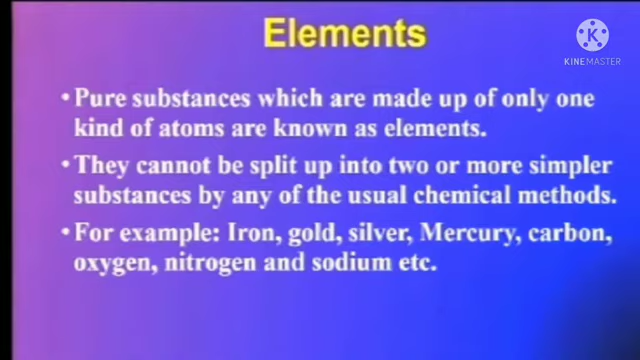 Elements
K
KINEMASTER
• Pure substances which are made up of only one
kind of atoms are known as elements.
• They cannot be split up into two or more simpler
substances by any of the usual chemical methods.
• For example: Iron, gold, silver, Mercury, carbon,
oxygen, nitrogen and sodium etc.